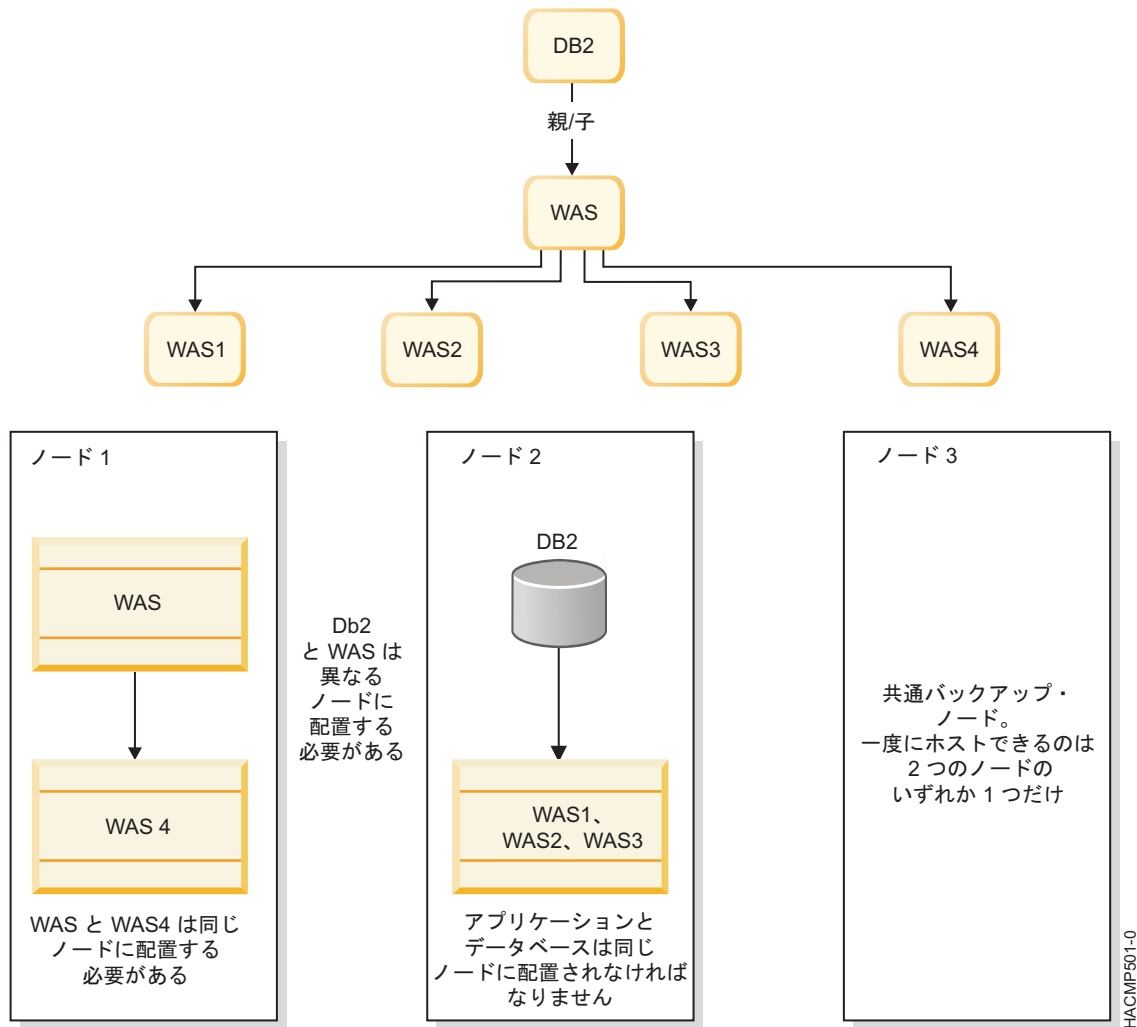 DB2
親/子
WAS
WAS1
WAS2
WAS3
WAS4
ノード 1
WAS
WAS 4
WAS と WAS4 は同じ
ノードに配置する
必要がある
Db2
と WAS は
異なる
ノードに
配置する
必要がある
ノード 2
DB2
WAS1、
WAS2、WAS3
アプリケーションと
データベースは同じ
ノードに配置されなければ
なりません
ノード 3
共通バックアップ・
ノード。
一度にホストできるのは
2 つのノードの
いずれか 1 つだけ
HACMP501-0